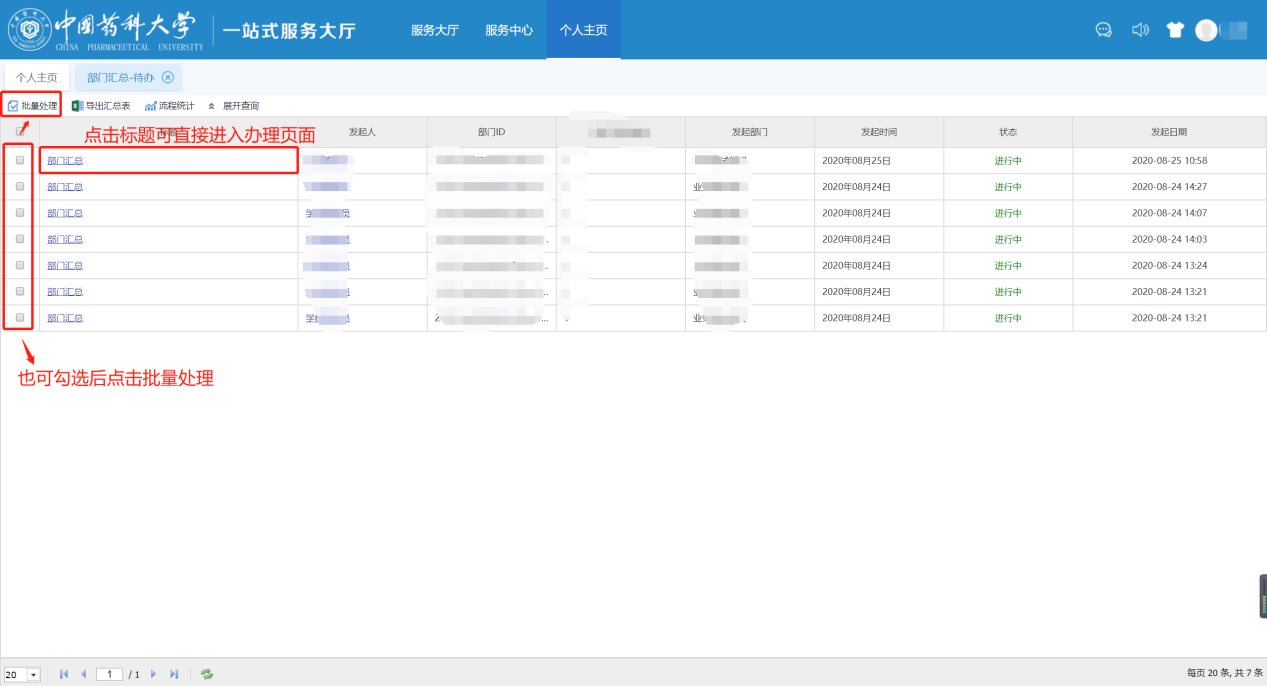 中国药科大学
CHINA PHARMACEUTICAL UNIVERSITY
一站式服务大厅
服务大厅 服务中心 个人主页
个人主页 部门汇总-待办
批量处理 导出汇总表 流程统计 展开查询
点击标题可直接进入办理页面
发起人 部门ID 发起部门 发起时间 状态 发起日期
部门汇总 2020年08月25日 进行中 2020-08-25 10:58
部门汇总 业 2020年08月24日 进行中 2020-08-24 14:27
部门汇总 学 员 2020年08月24日 进行中 2020-08-24 14:07
部门汇总 员 2020年08月24日 进行中 2020-08-24 14:03
部门汇总 员 2020年08月24日 进行中 2020-08-24 13:24
部门汇总 员 2020年08月24日 进行中 2020-08-24 13:21
部门汇总 学 员 2 ... 业 2020年08月24日 进行中 2020-08-24 13:21
也可勾选后点击批量处理
20 1 / 1 每页 20 条, 共 7 条